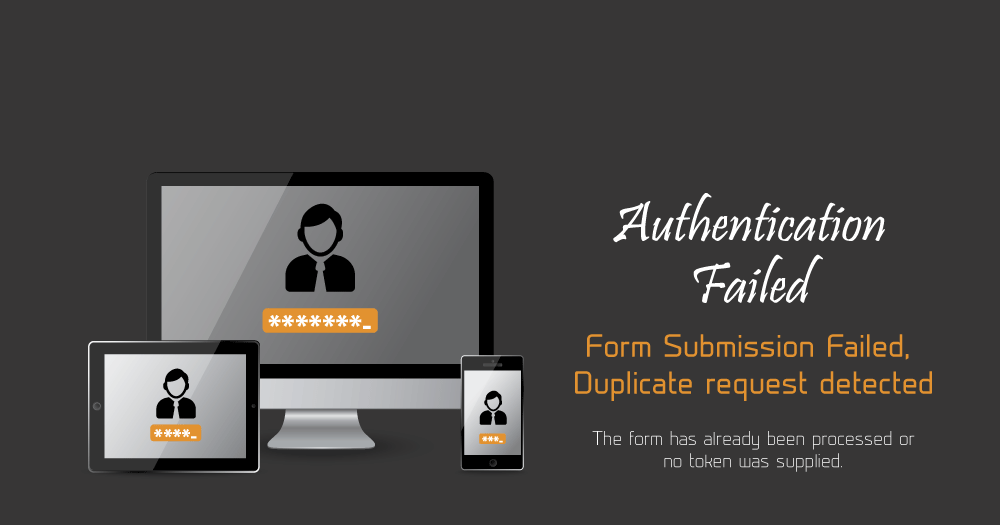 Authentication
Failed
Form Submission Failed,
Duplicate request detected
The form has already been processed or
no token was supplied.
*******_
****_
***_